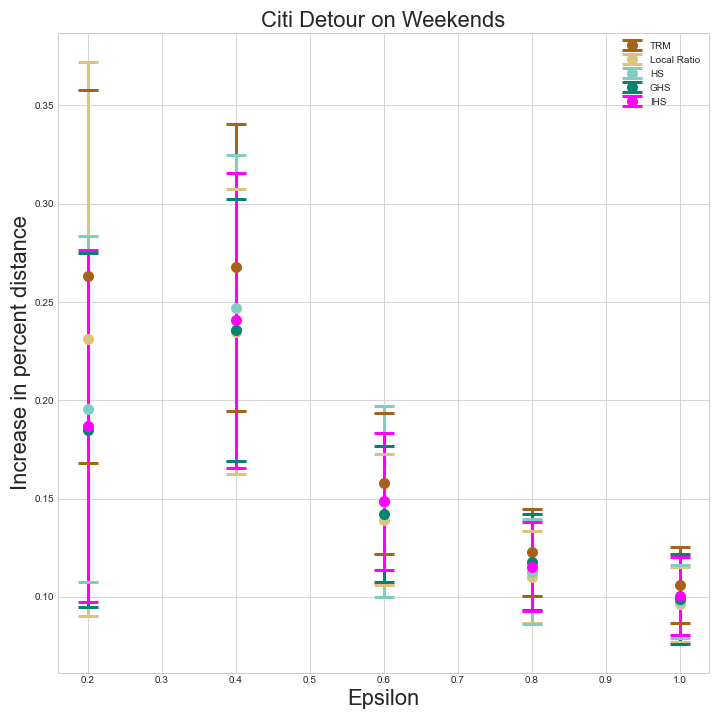 Citi Detour on Weekends
TRM
Local Ratio
HS
GHS
IHS
Increase in percent distance
0.35
0.30
0.25
0.20
0.15
0.10
0.2 0.3 0.4 0.5 0.6 0.7 0.8 0.9 1.0
Epsilon